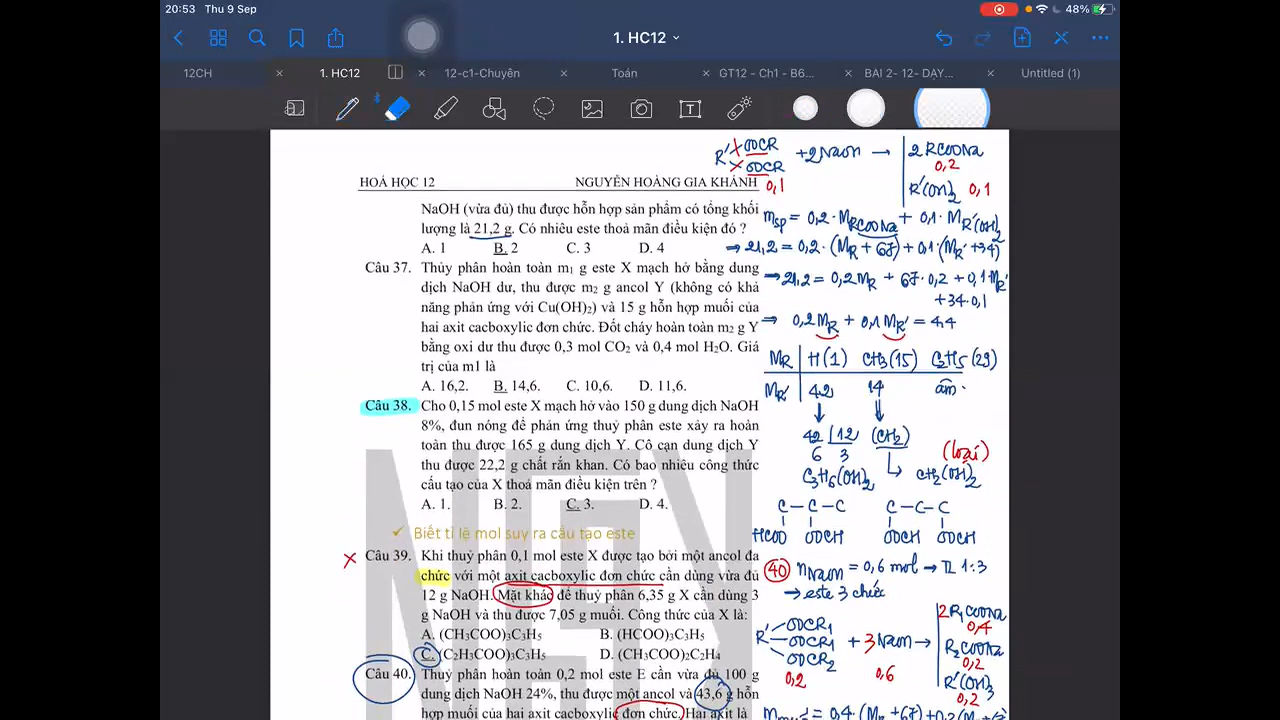 20:53 Thu 9 Sep
48%
1. HC12
12CH
1. HC12
12-c1-Chuyên
Toán
GT12 - Ch1 - B6...
BAI 2- 12- DAY...
Untitled (1)
HOÁ HỌC 12 NGUYỄN HOÀNG GIA KHÁNH
NaOH (vừa đủ) thu được hỗn hợp sản phẩm có tổng khối
lượng là 21,2 g. Có nhiêu este thoả mãn điều kiện đó ?
A. 1 B. 2 C. 3 D. 4
Câu 37. Thủy phân hoàn toàn m1 g este X mạch hở bằng dung
dịch NaOH dư, thu được m2 g ancol Y (không có khả
năng phản ứng với Cu(OH)2) và 15 g hỗn hợp muối của
hai axit cacboxylic đơn chức. Đốt cháy hoàn toàn m2 g Y
bằng oxi dư thu được 0,3 mol CO2 và 0,4 mol H2O. Giá
trị của m1 là
A. 16,2. B. 14,6. C. 10,6. D. 11,6.
Câu 38. Cho 0,15 mol este X mạch hở vào 150 g dung dịch NaOH
8%, đun nóng để phản ứng thuỷ phân este xảy ra hoàn
toàn thu được 165 g dung dịch Y. Cô cạn dung dịch Y
thu được 22,2 g chất rắn khan. Có bao nhiêu công thức
cấu tạo của X thoả mãn điều kiện trên ?
A. 1. B. 2. C. 3. D. 4.
✓ Biết tỉ lệ mol suy ra cấu tạo este
Câu 39. Khi thuỷ phân 0,1 mol este X được tạo bởi một ancol đa
chức với một axit cacboxylic đơn chức cần dùng vừa đủ
12 g NaOH. Mặt khác để thuỷ phân 6,35 g X cần dùng 3
g NaOH và thu được 7,05 g muối. Công thức của X là:
A. (CH3COO)3C3H5 B. (HCOO)3C3H5
C. (C2H3COO)3C3H5 D. (CH3COO)2C2H4
Câu 40. Thuỷ phân hoàn toàn 0,2 mol este E cần vừa đủ 100 g
dung dịch NaOH 24%, thu được một ancol và 43,6 g hỗn
hợp muối của hai axit cacboxylic đơn chức. Hai axit là
R' OOCR + 2NaOH → 2RCOONa
OOCR 0,2
0,1 R'(OH)2 0,1
msp = 0,2. MRCOONa + 0,1. MR'(OH)2
⇒ 21,2 = 0,2. (MR + 67) + 0,1. (MR' + 34)
⇒ 21,2 = 0,2MR + 67.0,2 + 0,1MR'
+ 34.0,1
⇒ 0,2MR + 0,1MR' = 4,4
MR H(1) CH3(15) C2H5(29)
MR' 42 14 âm
42 12 (CH2) (loại)
6 3
C3H6(OH)2 CH2(OH)2
C - C - C C - C - C
HCOO OOCH OOCH OOCH
40 nNaOH = 0,6 mol → TL 1:3
→ este 3 chức
R' OOCR1 + 3NaOH → 2R1COONa
OOCR1 0,4
OOCR2 R2COONa
0,2 0,6 0,2
R'(OH)3
0,2